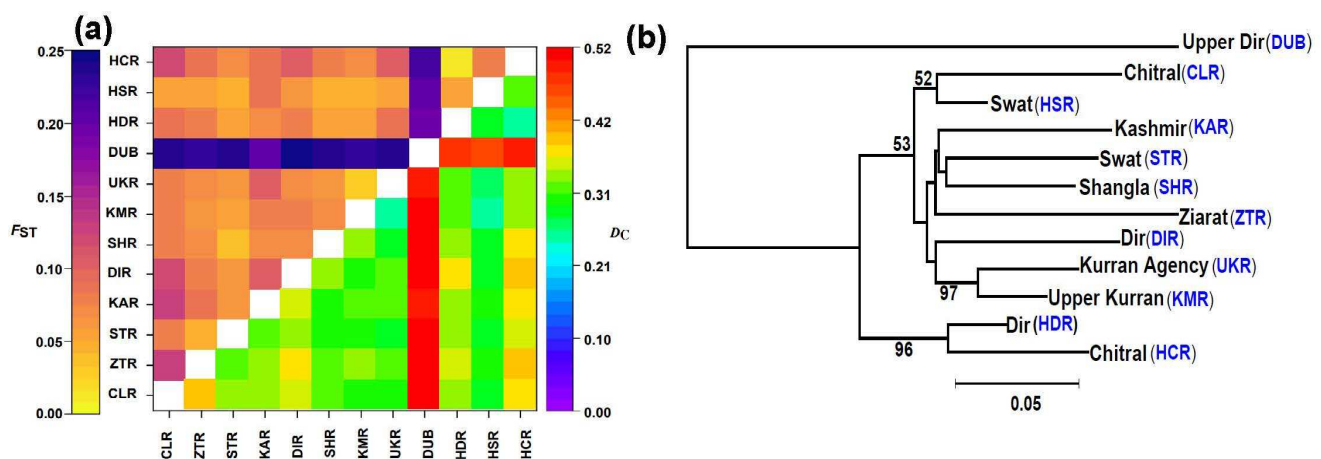 (a)
0.25
0.20
0.15
0.10
0.05
0.00
FST
HCR
HSR
HDR
DUB
UKR
KMR
SHR
DIR
KAR
STR
ZTR
CLR
CLR
ZTR
STR
KAR
DIR
SHR
KMR
UKR
DUB
HDR
HSR
HCR
0.52
0.42
0.31
0.21
0.10
0.00
DC
(b)
Upper Dir(DUB)
Chitral(CLR)
52
Swat(HSR)
Kashmir(KAR)
53
Swat(STR)
Shangla(SHR)
Ziarat(ZTR)
Dir(DIR)
Kurran Agency(UKR)
97
Upper Kurran(KMR)
Dir(HDR)
96
Chitral(HCR)
0.05